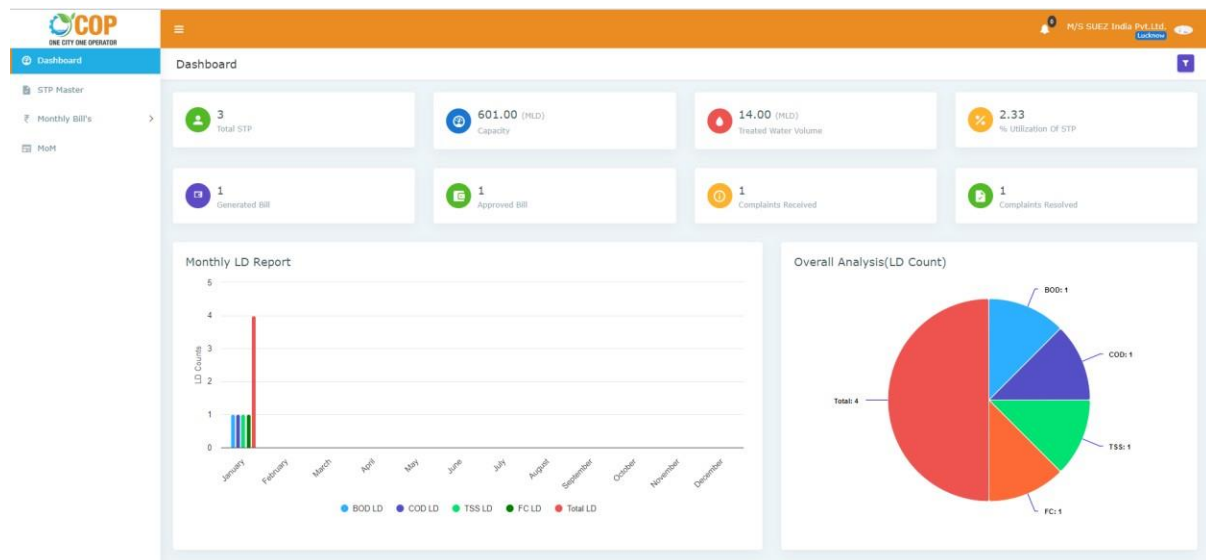 COP
ONE CITY ONE OPERATOR
0
M/S SUEZ India Pvt.Ltd.
Lucknow
Dashboard
STP Master
₹ Monthly Bill's
MoM
Dashboard
3
Total STP
601.00 (MLD)
Capacity
14.00 (MLD)
Treated Water Volume
2.33
% Utilization Of STP
1
Generated Bill
1
Approved Bill
1
Complaints Received
1
Complaints Resolved
Monthly LD Report
5
4
3
2
1
0
LD Counts
January
February
March
April
May
June
July
August
September
October
November
December
BOD LD
COD LD
TSS LD
FC LD
Total LD
Overall Analysis(LD Count)
BOD: 1
COD: 1
Total: 4
TSS: 1
FC: 1